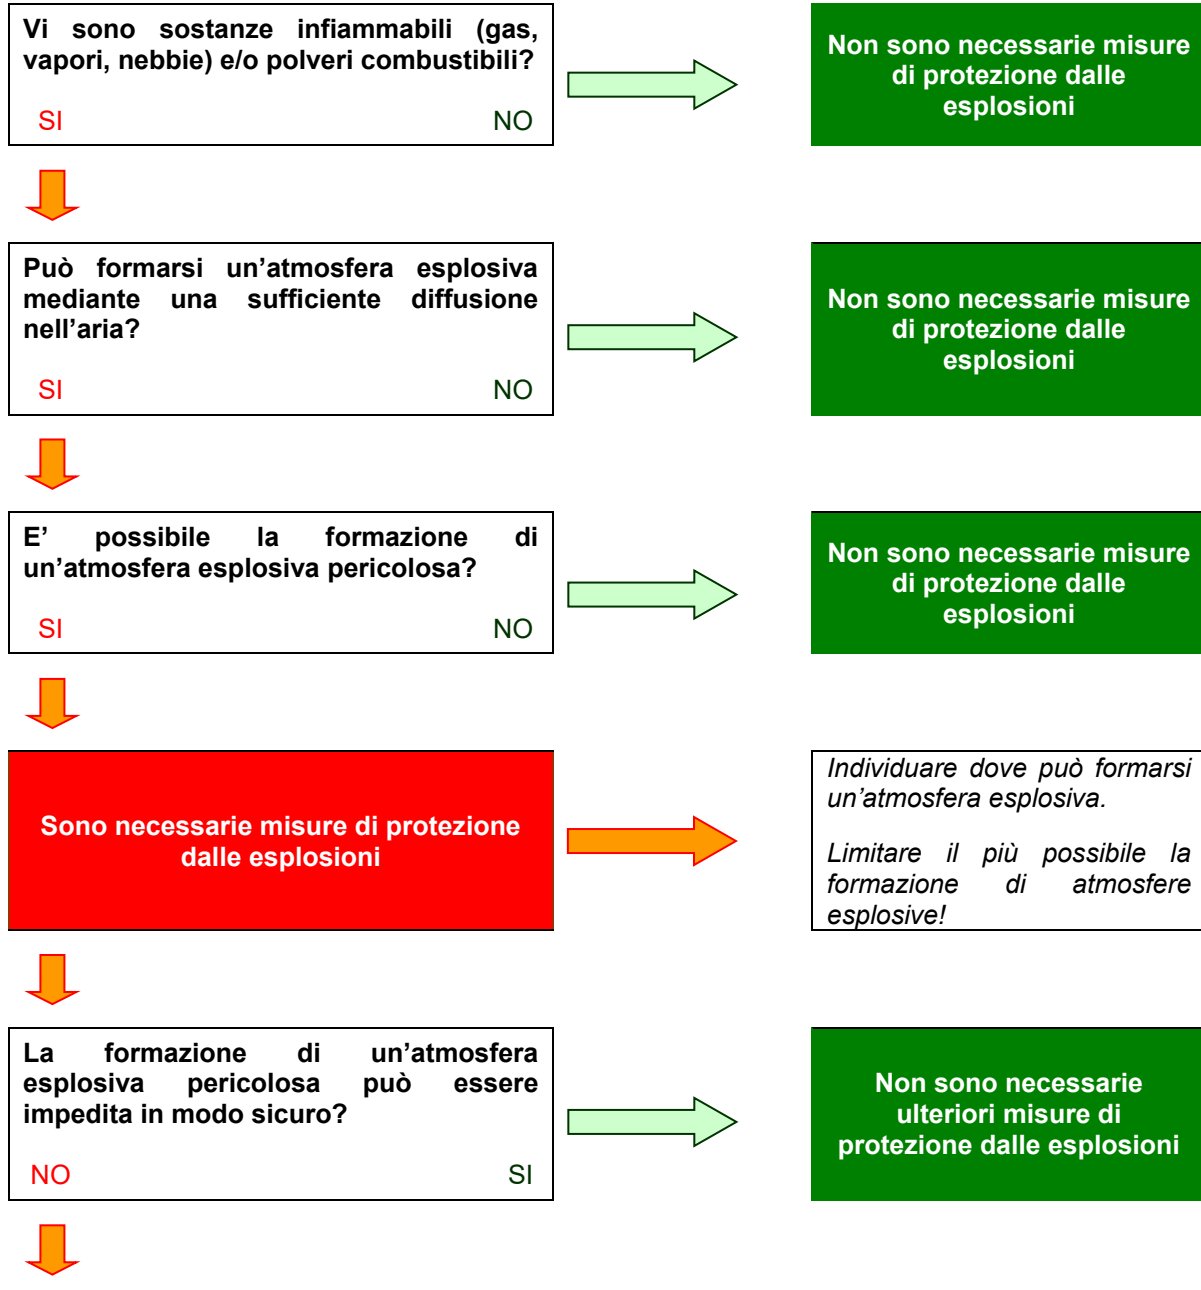 Vi sono sostanze infiammabili (gas,
vapori, nebbie) e/o polveri combustibili?
SI NO
Non sono necessarie misure
di protezione dalle
esplosioni
Può formarsi un’atmosfera esplosiva
mediante una sufficiente diffusione
nell’aria?
SI NO
Non sono necessarie misure
di protezione dalle
esplosioni
E’ possibile la formazione di
un’atmosfera esplosiva pericolosa?
SI NO
Non sono necessarie misure
di protezione dalle
esplosioni
Sono necessarie misure di protezione
dalle esplosioni
Individuare dove può formarsi
un’atmosfera esplosiva.
Limitare il più possibile la
formazione di atmosfere
esplosive!
La formazione di un’atmosfera
esplosiva pericolosa può essere
impedita in modo sicuro?
NO SI
Non sono necessarie
ulteriori misure di
protezione dalle esplosioni